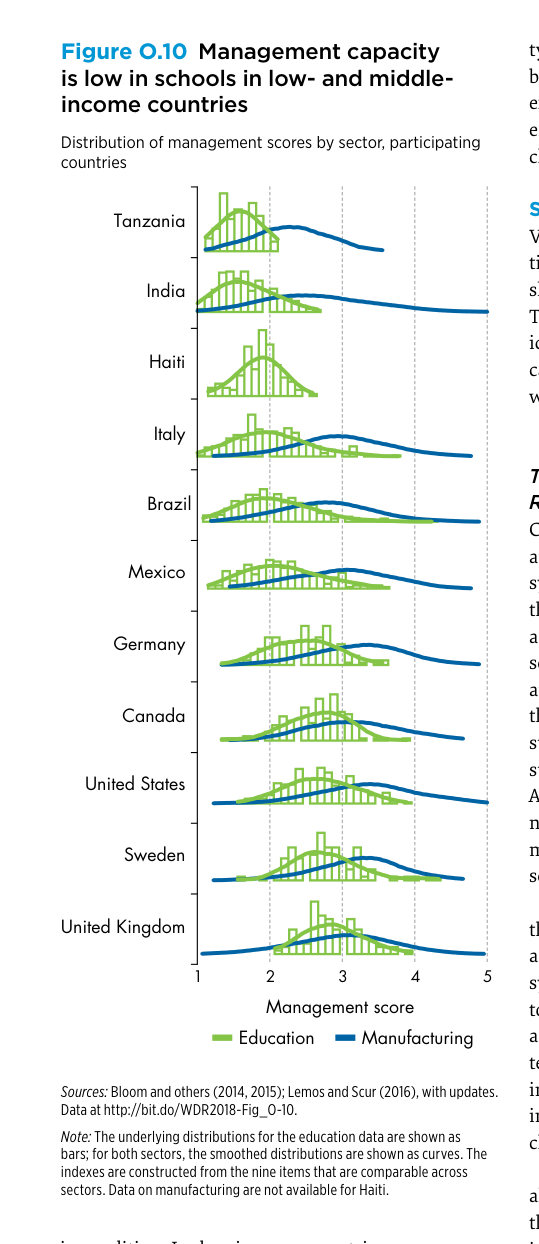 Figure O.10 Management capacity
is low in schools in low- and middle-
income countries
Distribution of management scores by sector, participating
countries
Tanzania
India
Haiti
Italy
Brazil
Mexico
Germany
Canada
United States
Sweden
United Kingdom
1 2 3 4 5
Management score
Education Manufacturing
Sources: Bloom and others (2014, 2015); Lemos and Scur (2016), with updates.
Data at http://bit.do/WDR2018-Fig_O-10.
Note: The underlying distributions for the education data are shown as
bars; for both sectors, the smoothed distributions are shown as curves. The
indexes are constructed from the nine items that are comparable across
sectors. Data on manufacturing are not available for Haiti.